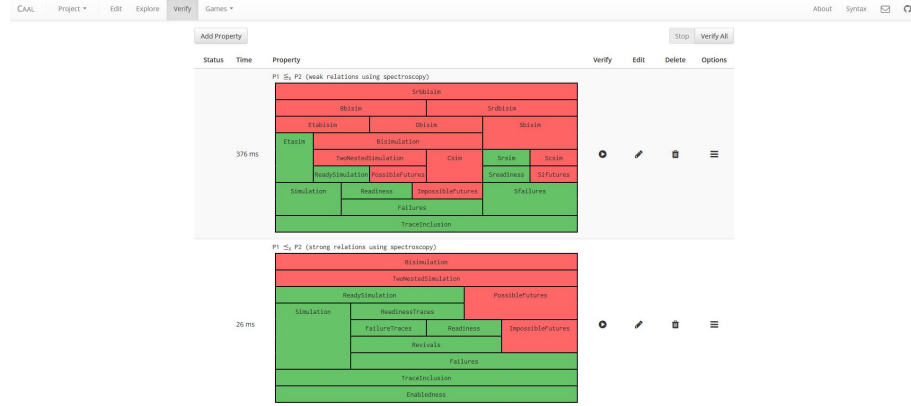 CAAL Project Edit Explore Verify Games About Syntax
Add Property Stop Verify All
Status Time Property Verify Edit Delete Options
P1 ≤s P2 (weak relations using spectroscopy)
Srbbisim
Bbisim Srdbisim
Etabisim Dbisim Sbisim
Etasim Bisimulation
376 ms
TwoNestedSimulation Csim Srsim Scsim
ReadySimulation PossibleFutures Sreadiness Sifutures
Simulation Readiness ImpossibleFutures Sfailures
Failures
TraceInclusion
P1 ≤s P2 (strong relations using spectroscopy)
Bisimulation
TwoNestedSimulation
ReadySimulation PossibleFutures
Simulation ReadinessTraces
26 ms
FailureTraces Readiness ImpossibleFutures
Revivals
Failures
TraceInclusion
Enabledness